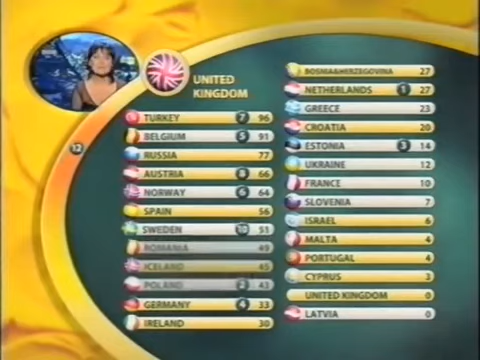 UNITED
KINGDOM
12
TURKEY 7 96
BELGIUM 5 91
RUSSIA 77
AUSTRIA 8 66
NORWAY 6 64
SPAIN 56
SWEDEN 10 51
ROMANIA 49
ICELAND 45
POLAND 2 43
GERMANY 4 33
IRELAND 30
BOSNIA&HERZEGOVINA 27
NETHERLANDS 1 27
GREECE 23
CROATIA 20
ESTONIA 3 14
UKRAINE 12
FRANCE 10
SLOVENIA 7
ISRAEL 6
MALTA 4
PORTUGAL 4
CYPRUS 3
UNITED KINGDOM 0
LATVIA 0